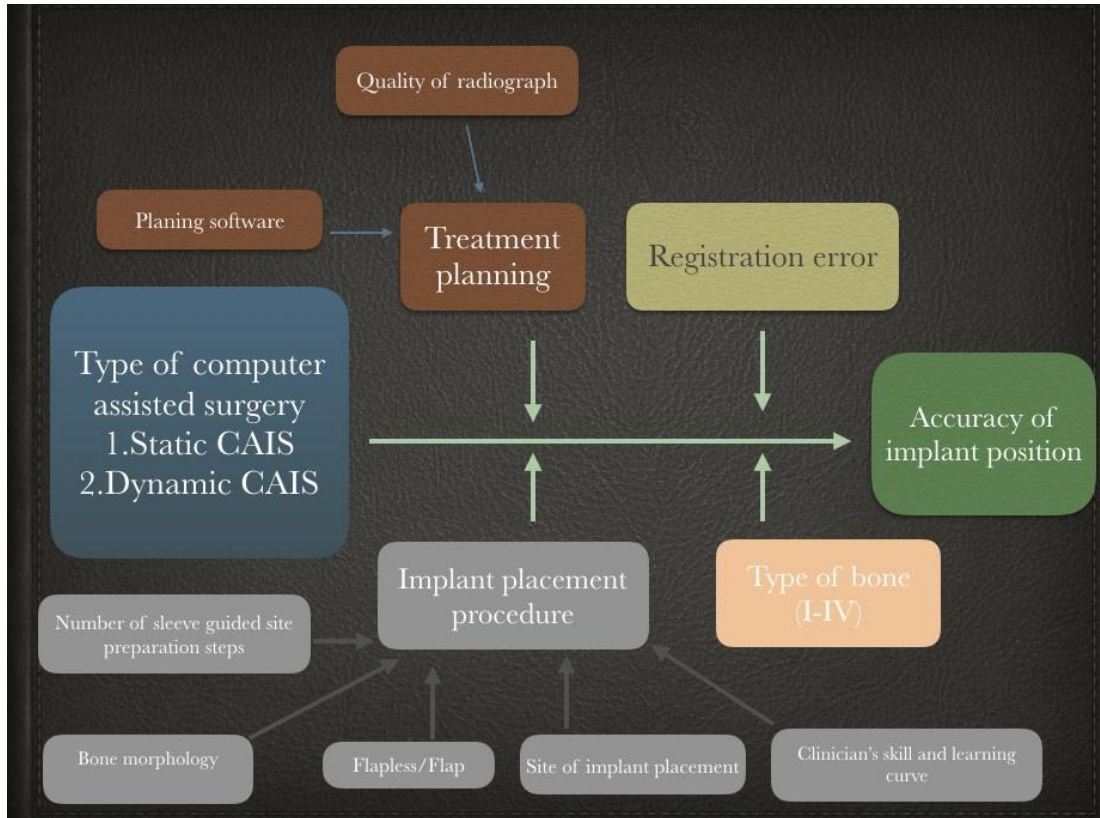 Quality of radiograph
Planing software
Treatment
planning
Registration error
Type of computer
assisted surgery
1.Static CAIS
2.Dynamic CAIS
Accuracy of
implant position
Implant placement
procedure
Type of bone
(I-IV)
Number of sleeve guided site
preparation steps
Bone morphology
Flapless/Flap
Site of implant placement
Clinician's skill and learning
curve